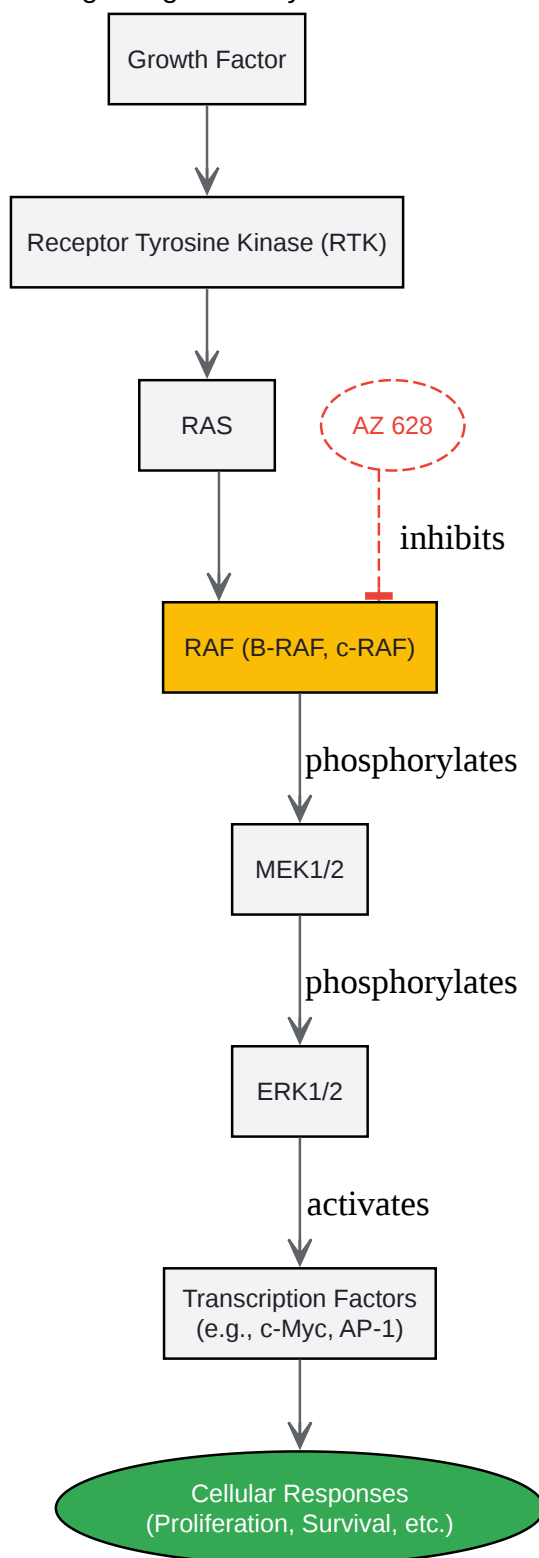 Growth Factor
Receptor Tyrosine Kinase (RTK)
RAS
AZ 628
inhibits
RAF (B-RAF, c-RAF)
phosphorylates
MEK1/2
phosphorylates
ERK1/2
activates
Transcription Factors
(e.g., c-Myc, AP-1)
Cellular Responses
(Proliferation, Survival, etc.)